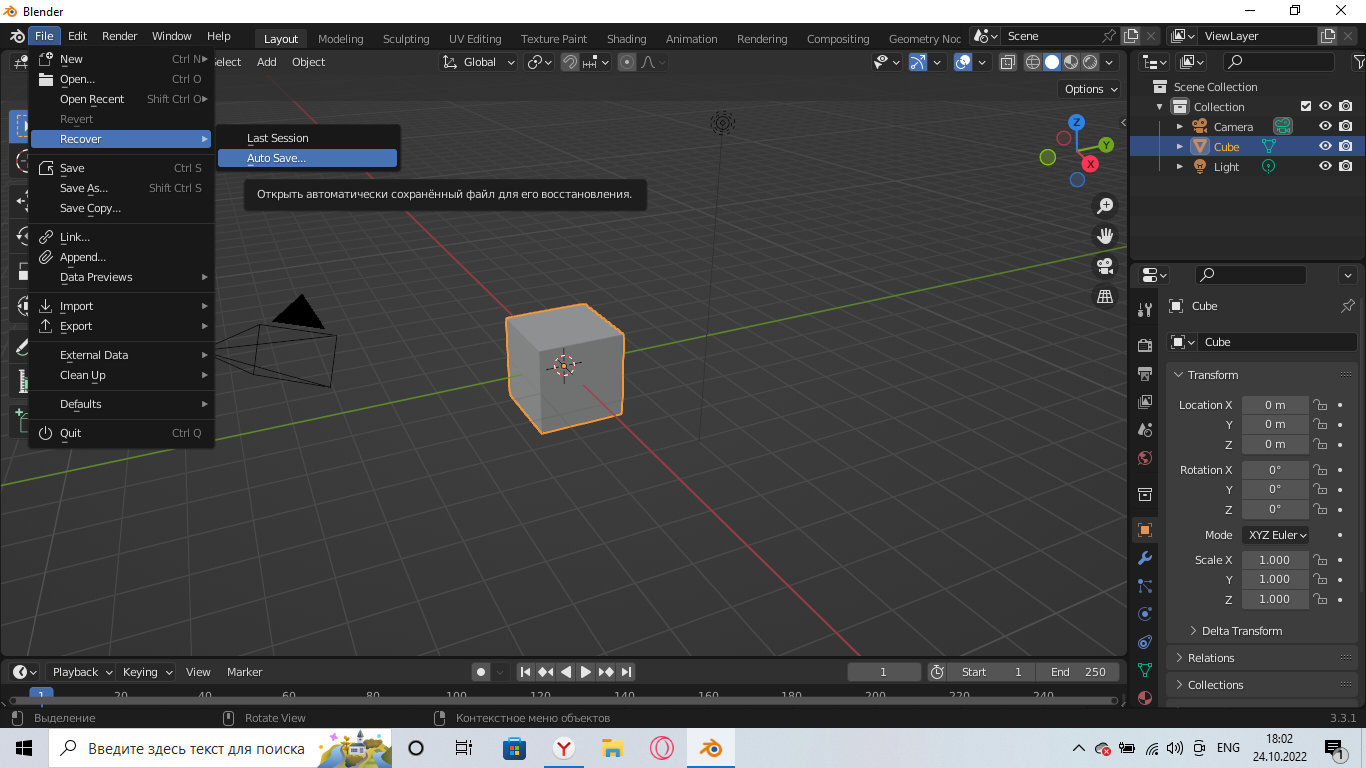 Blender
File Edit Render Window Help Layout Modeling Sculpting UV Editing Texture Paint Shading Animation Rendering Compositing Geometry Noc Scene ViewLayer
New Ctrl N
Select Add Object Global
Open... Ctrl O
Options
Open Recent Shift Ctrl O
Revert
Recover
Last Session
Auto Save...
Открыть автоматически сохранённый файл для его восстановления.
Save Ctrl S
Save As... Shift Ctrl S
Save Copy...
Link...
Append...
Data Previews
Import
Export
External Data
Clean Up
Defaults
Quit Ctrl Q
Z
Y
X
Scene Collection
Collection
Camera
Cube
Light
Cube
Cube
Transform
Location X 0 m
Y 0 m
Z 0 m
Rotation X 0°
Y 0°
Z 0°
Mode XYZ Euler
Scale X 1.000
Y 1.000
Z 1.000
Delta Transform
Relations
Collections
Playback Keying View Marker 1 Start 1 End 250
1 20 40 60 80 100 120 140 160 180 200 220 240
Выделение Rotate View Контекстное меню объектов 3.3.1
Введите здесь текст для поиска
ENG
18:02
24.10.2022
1